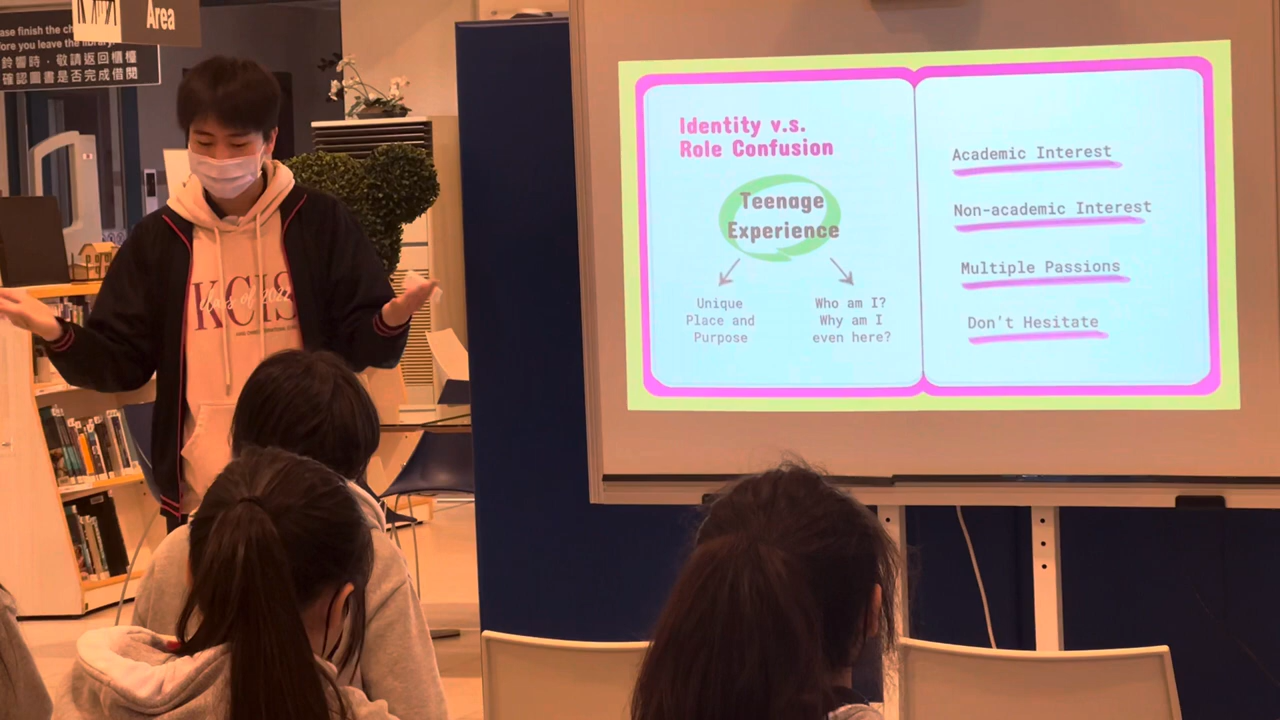 Area
ase finish the ch
ore you leave the library.
鈴響時，敬請返回櫃檯
確認圖書是否完成借閱
KCIS
Class of 2022
Identity v.s.
Role Confusion
Teenage
Experience
Unique
Place and
Purpose
Who am I?
Why am I
even here?
Academic Interest
Non-academic Interest
Multiple Passions
Don't Hesitate